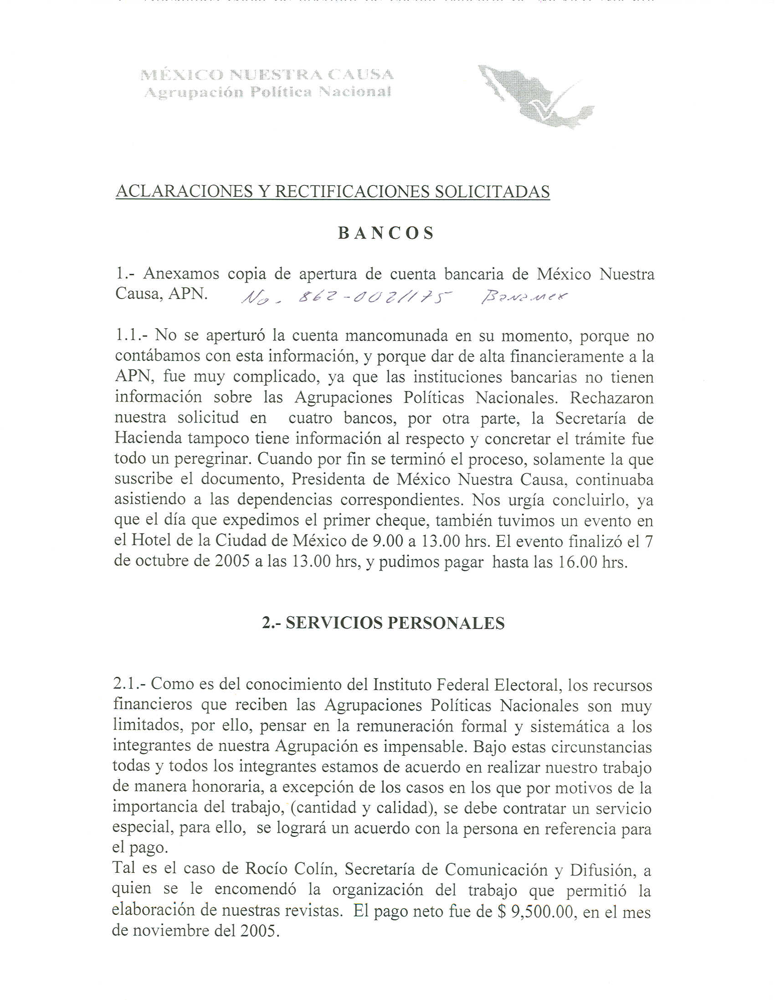 MÉXICO NUESTRA CAUSA
Agrupación Política Nacional
ACLARACIONES Y RECTIFICACIONES SOLICITADAS
B A N C O S
1.- Anexamos copia de apertura de cuenta bancaria de México Nuestra
Causa, APN. No. 862-0021175 Banamex
1.1.- No se aperturó la cuenta mancomunada en su momento, porque no
contábamos con esta información, y porque dar de alta financieramente a la
APN, fue muy complicado, ya que las instituciones bancarias no tienen
información sobre las Agrupaciones Políticas Nacionales. Rechazaron
nuestra solicitud en cuatro bancos, por otra parte, la Secretaría de
Hacienda tampoco tiene información al respecto y concretar el trámite fue
todo un peregrinar. Cuando por fin se terminó el proceso, solamente la que
suscribe el documento, Presidenta de México Nuestra Causa, continuaba
asistiendo a las dependencias correspondientes. Nos urgía concluirlo, ya
que el día que expedimos el primer cheque, también tuvimos un evento en
el Hotel de la Ciudad de México de 9.00 a 13.00 hrs. El evento finalizó el 7
de octubre de 2005 a las 13.00 hrs, y pudimos pagar hasta las 16.00 hrs.
2.- SERVICIOS PERSONALES
2.1.- Como es del conocimiento del Instituto Federal Electoral, los recursos
financieros que reciben las Agrupaciones Políticas Nacionales son muy
limitados, por ello, pensar en la remuneración formal y sistemática a los
integrantes de nuestra Agrupación es impensable. Bajo estas circunstancias
todas y todos los integrantes estamos de acuerdo en realizar nuestro trabajo
de manera honoraria, a excepción de los casos en los que por motivos de la
importancia del trabajo, (cantidad y calidad), se debe contratar un servicio
especial, para ello, se logrará un acuerdo con la persona en referencia para
el pago.
Tal es el caso de Rocío Colín, Secretaría de Comunicación y Difusión, a
quien se le encomendó la organización del trabajo que permitió la
elaboración de nuestras revistas. El pago neto fue de $ 9,500.00, en el mes
de noviembre del 2005.